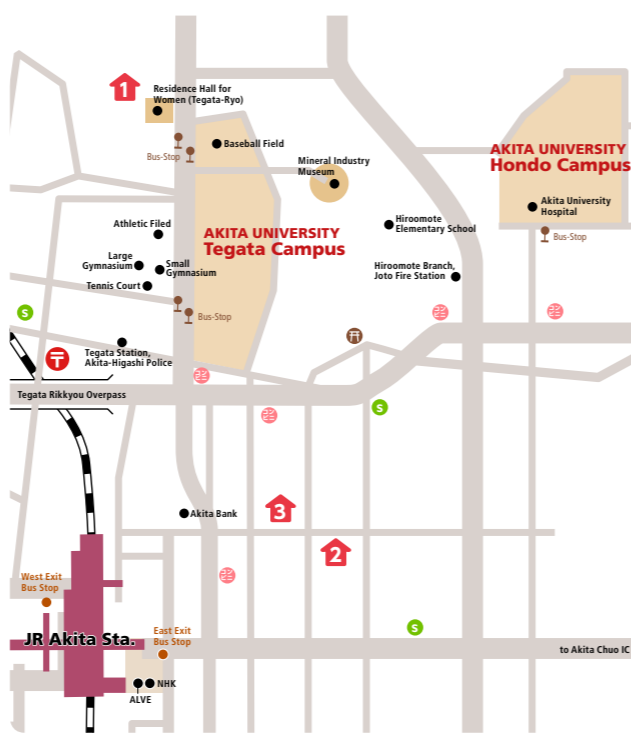 1
Residence Hall for
Women (Tegata-Ryo)
Bus-Stop
Baseball Field
Mineral Industry
Museum
AKITA UNIVERSITY
Hondo Campus
Akita University
Hospital
Bus-Stop
Athletic Filed
AKITA UNIVERSITY
Tegata Campus
Hiroomote
Elementary School
Large
Gymnasium
Small
Gymnasium
Tennis Court
Hiroomote Branch,
Joto Fire Station
Bus-Stop
S
〒
Tegata Station,
Akita-Higashi Police
Tegata Rikkyou Overpass
S
Akita Bank
3
2
West Exit
Bus Stop
JR Akita Sta.
East Exit
Bus Stop
S
to Akita Chuo IC
NHK
ALVE